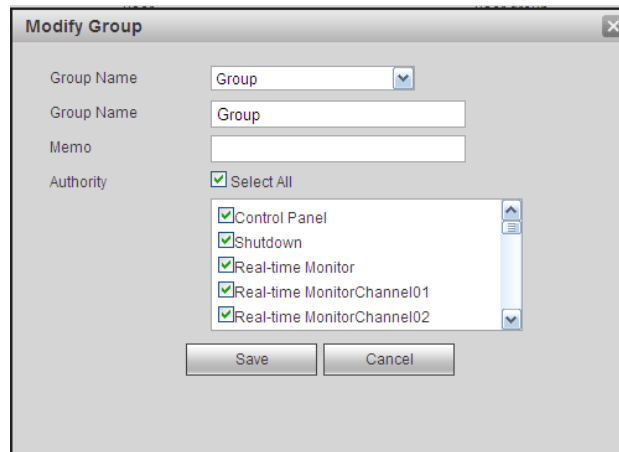 Modify Group
Group Name Group
Group Name Group
Memo
Authority Select All
Control Panel
Shutdown
Real-time Monitor
Real-time MonitorChannel01
Real-time MonitorChannel02
Save Cancel